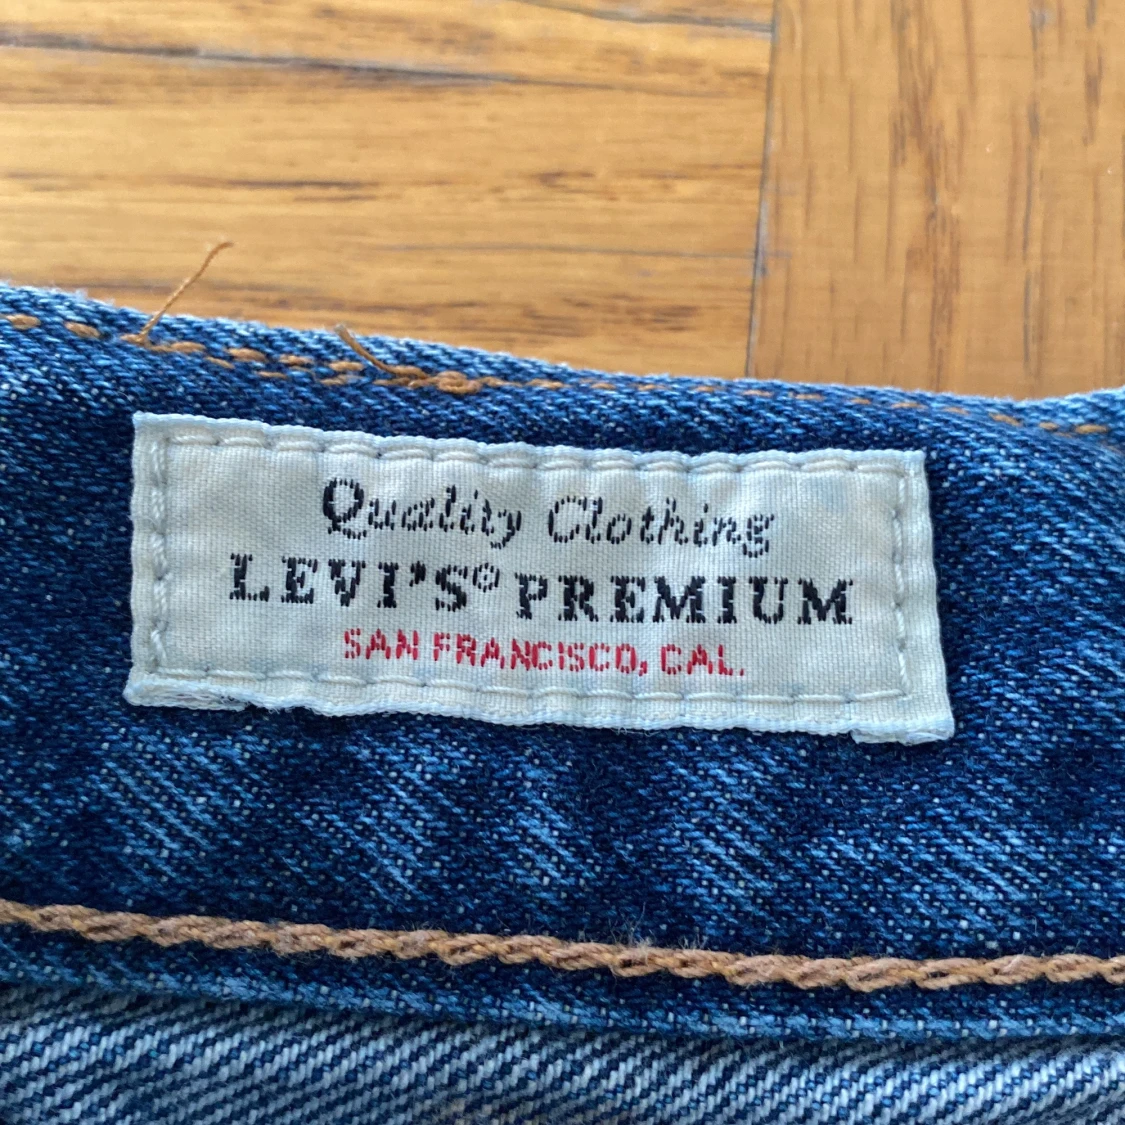 Quality Clothing
LEVI'S® PREMIUM
SAN FRANCISCO, CAL.